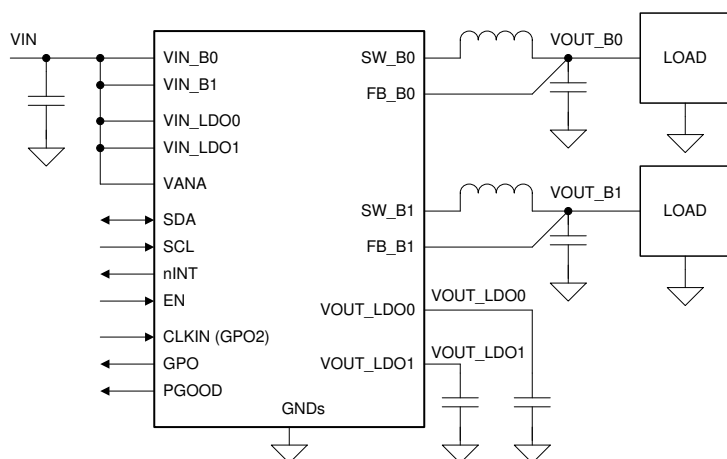 VIN
VIN_B0
VIN_B1
VIN_LDO0
VIN_LDO1
VANA
SDA
SCL
nINT
EN
CLKIN (GPO2)
GPO
PGOOD
GNDs
SW_B0
FB_B0
SW_B1
FB_B1
VOUT_LDO0
VOUT_LDO1
VOUT_B0
LOAD
VOUT_B1
LOAD
VOUT_LDO0
VOUT_LDO1